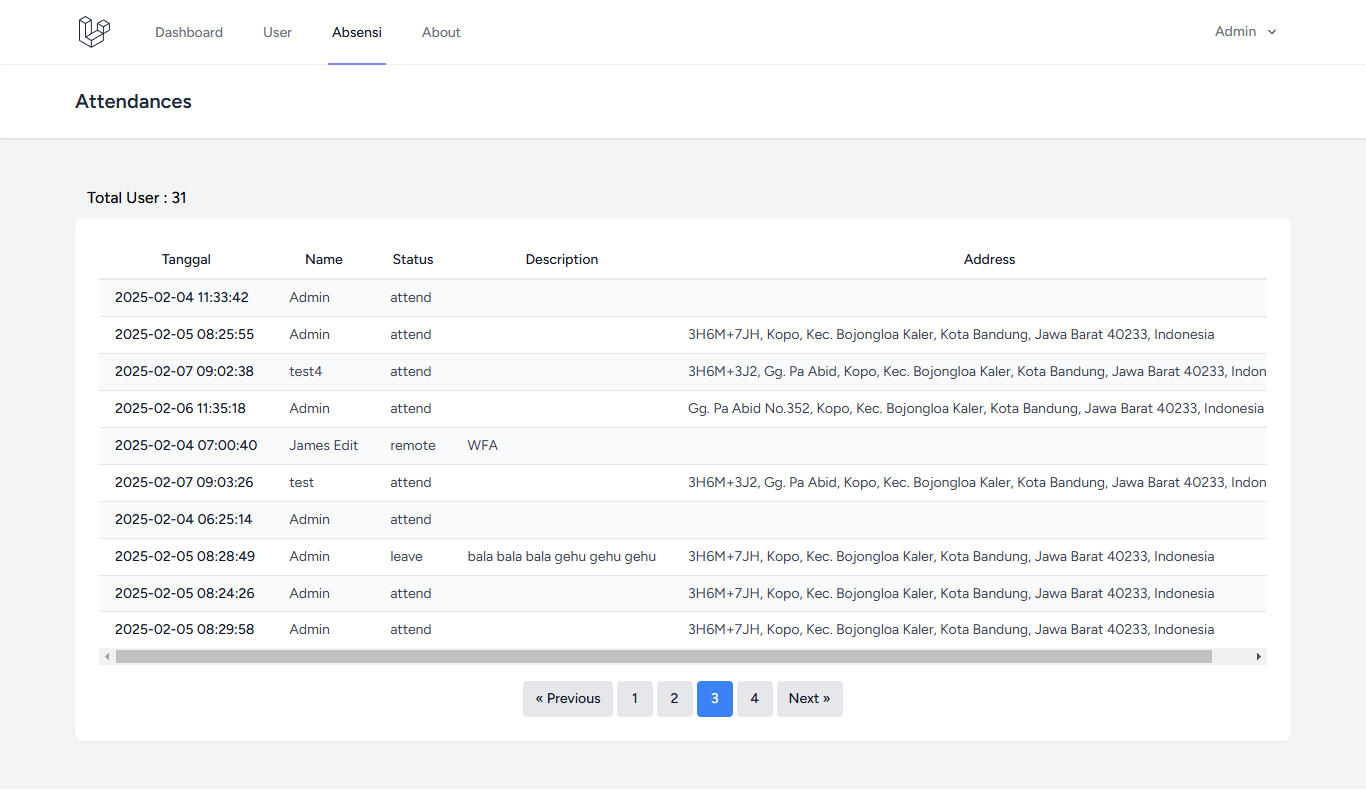 Dashboard User Absensi About Admin
Attendances
Total User : 31
Tanggal Name Status Description Address
2025-02-04 11:33:42 Admin attend
2025-02-05 08:25:55 Admin attend 3H6M+7JH, Kopo, Kec. Bojongloa Kaler, Kota Bandung, Jawa Barat 40233, Indonesia
2025-02-07 09:02:38 test4 attend 3H6M+3J2, Gg. Pa Abid, Kopo, Kec. Bojongloa Kaler, Kota Bandung, Jawa Barat 40233, Indon
2025-02-06 11:35:18 Admin attend Gg. Pa Abid No.352, Kopo, Kec. Bojongloa Kaler, Kota Bandung, Jawa Barat 40233, Indonesia
2025-02-04 07:00:40 James Edit remote WFA
2025-02-07 09:03:26 test attend 3H6M+3J2, Gg. Pa Abid, Kopo, Kec. Bojongloa Kaler, Kota Bandung, Jawa Barat 40233, Indon
2025-02-04 06:25:14 Admin attend
2025-02-05 08:28:49 Admin leave bala bala bala gehu gehu gehu 3H6M+7JH, Kopo, Kec. Bojongloa Kaler, Kota Bandung, Jawa Barat 40233, Indonesia
2025-02-05 08:24:26 Admin attend 3H6M+7JH, Kopo, Kec. Bojongloa Kaler, Kota Bandung, Jawa Barat 40233, Indonesia
2025-02-05 08:29:58 Admin attend 3H6M+7JH, Kopo, Kec. Bojongloa Kaler, Kota Bandung, Jawa Barat 40233, Indonesia
« Previous 1 2 3 4 Next »